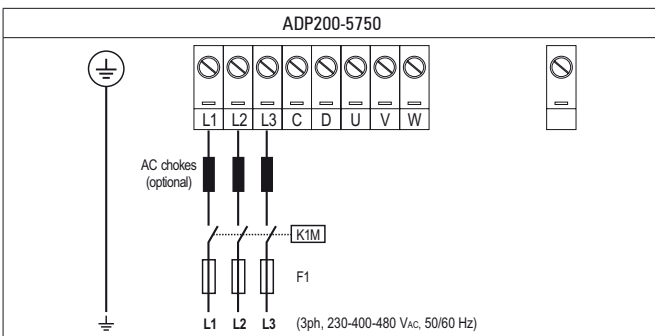 ADP200-5750
L1 L2 L3 C D U V W
AC chokes
(optional)
K1M
F1
L1 L2 L3 (3ph, 230-400-480 VAC, 50/60 Hz)